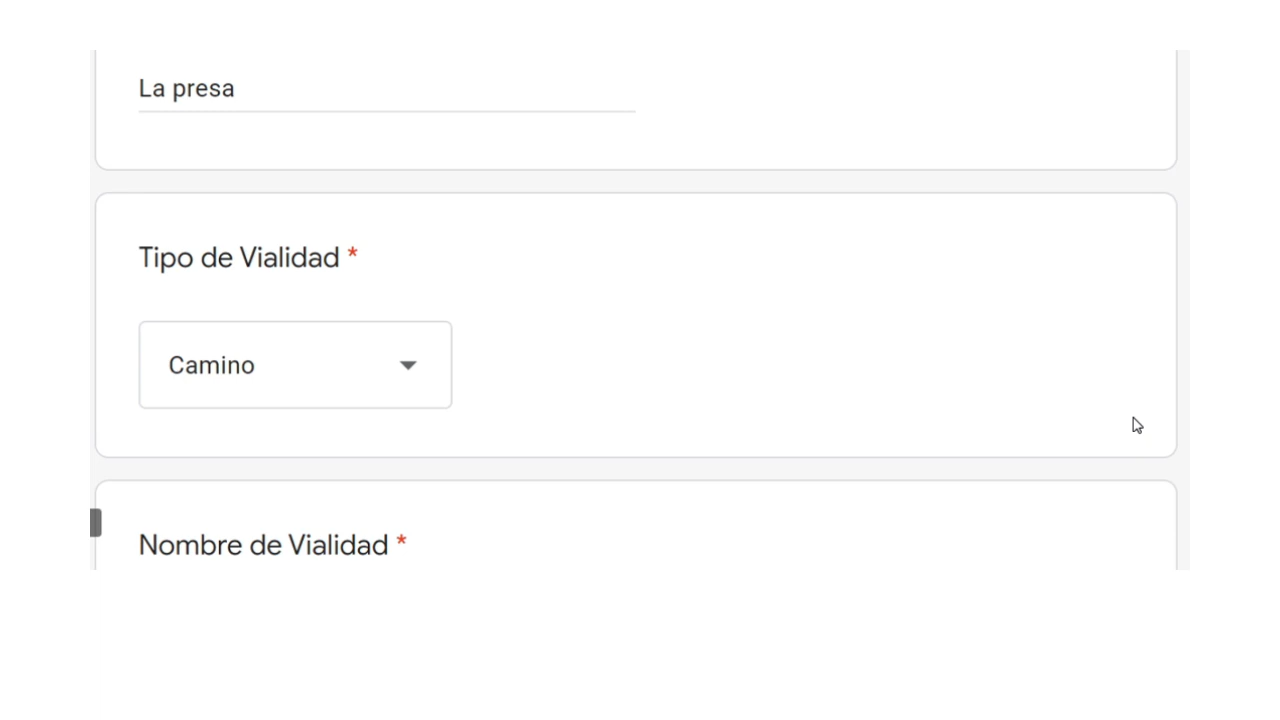 La presa
Tipo de Vialidad *
Camino
Nombre de Vialidad *